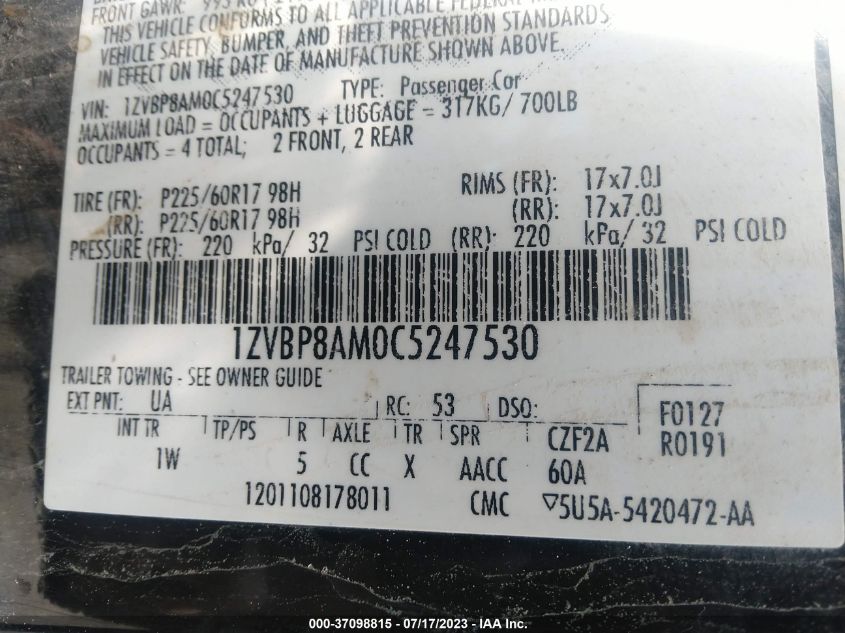 FRONT GAWR: 995 KG
THIS VEHICLE CONFORMS TO ALL APPLICABLE FEDERAL
VEHICLE SAFETY, BUMPER, AND THEFT PREVENTION STANDARDS
IN EFFECT ON THE DATE OF MANUFACTURE SHOWN ABOVE.
VIN: 1ZVBP8AM0C5247530 TYPE: Passenger Car
MAXIMUM LOAD = OCCUPANTS + LUGGAGE = 317KG/ 700LB
OCCUPANTS = 4 TOTAL; 2 FRONT, 2 REAR
TIRE (FR): P225/60R17 98H RIMS (FR): 17x7.0J
(RR): P225/60R17 98H (RR): 17x7.0J
PRESSURE (FR): 220 kPa/ 32 PSI COLD (RR): 220 kPa/ 32 PSI COLD
1ZVBP8AM0C5247530
TRAILER TOWING - SEE OWNER GUIDE
EXT PNT: UA RC: 53 DSO: F0127
INT TR TP/PS R AXLE TR SPR CZF2A R0191
1W 5 CC X AACC 60A
1201108178011 CMC ▽5U5A-5420472-AA
000-37098815 - 07/17/2023 - IAA Inc.